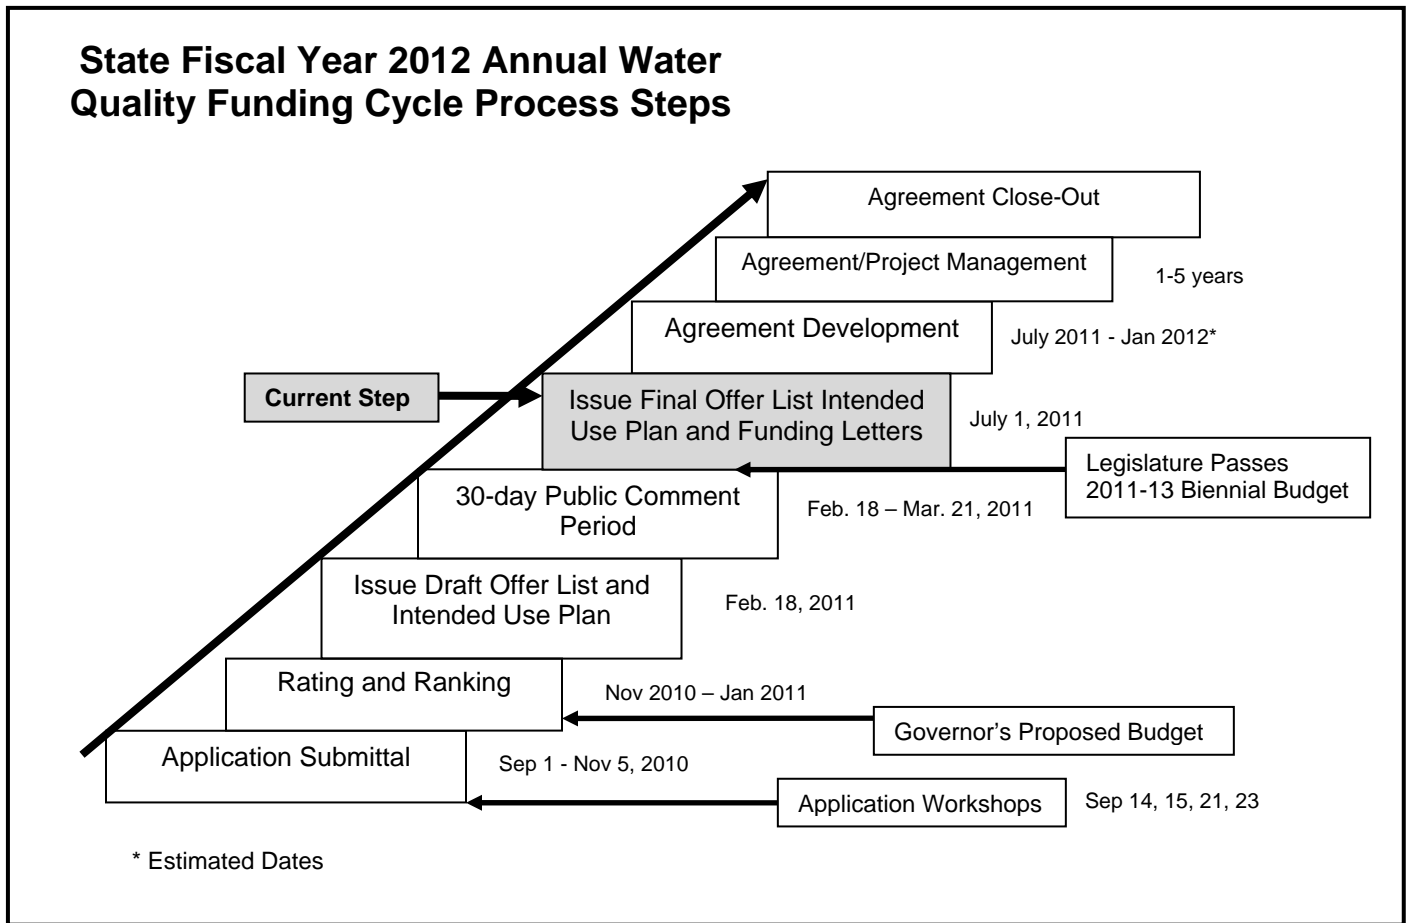 State Fiscal Year 2012 Annual Water
Quality Funding Cycle Process Steps
Agreement Close-Out
Agreement/Project Management
1-5 years
Agreement Development
July 2011 - Jan 2012*
Current Step
Issue Final Offer List Intended
Use Plan and Funding Letters
July 1, 2011
Legislature Passes
2011-13 Biennial Budget
30-day Public Comment
Period
Feb. 18 – Mar. 21, 2011
Issue Draft Offer List and
Intended Use Plan
Feb. 18, 2011
Rating and Ranking
Nov 2010 – Jan 2011
Governor’s Proposed Budget
Application Submittal
Sep 1 - Nov 5, 2010
Application Workshops
Sep 14, 15, 21, 23
* Estimated Dates